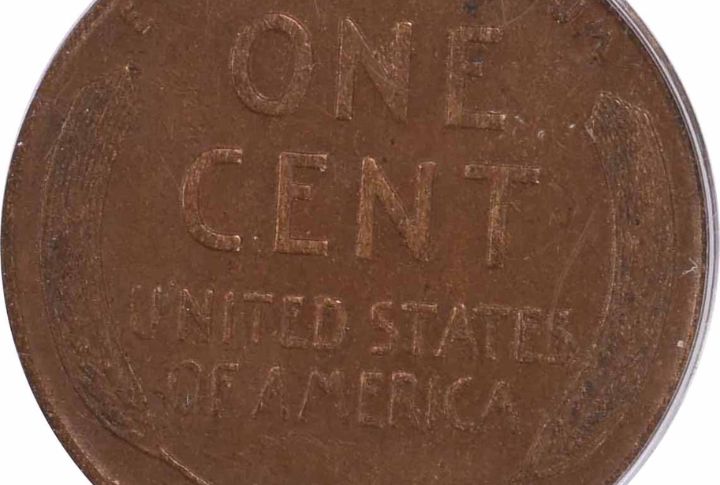 ONE
CENT
UNITED STATES
OF AMERICA